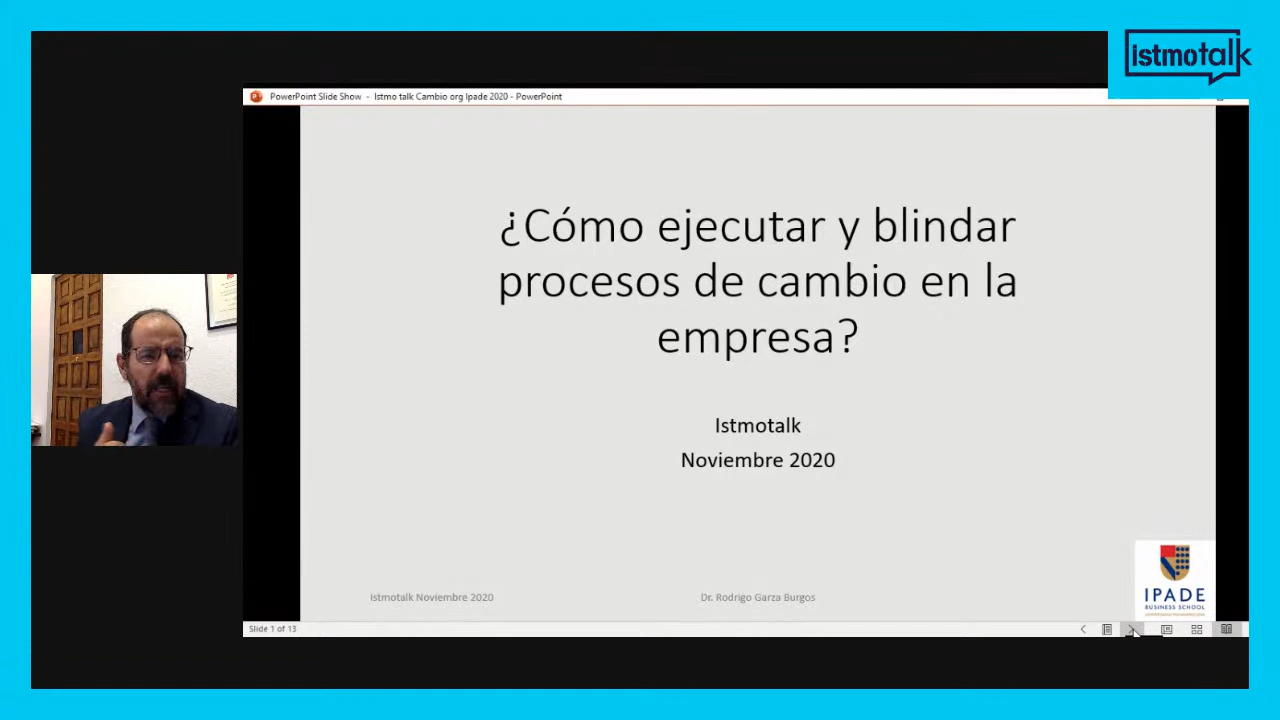 istmotalk
PowerPoint Slide Show - Istmo talk Cambio org Ipade 2020 - PowerPoint
¿Cómo ejecutar y blindar
procesos de cambio en la
empresa?
Istmotalk
Noviembre 2020
Istmotalk Noviembre 2020
Dr. Rodrigo Garza Burgos
IPADE
BUSINESS SCHOOL
Slide 1 of 13